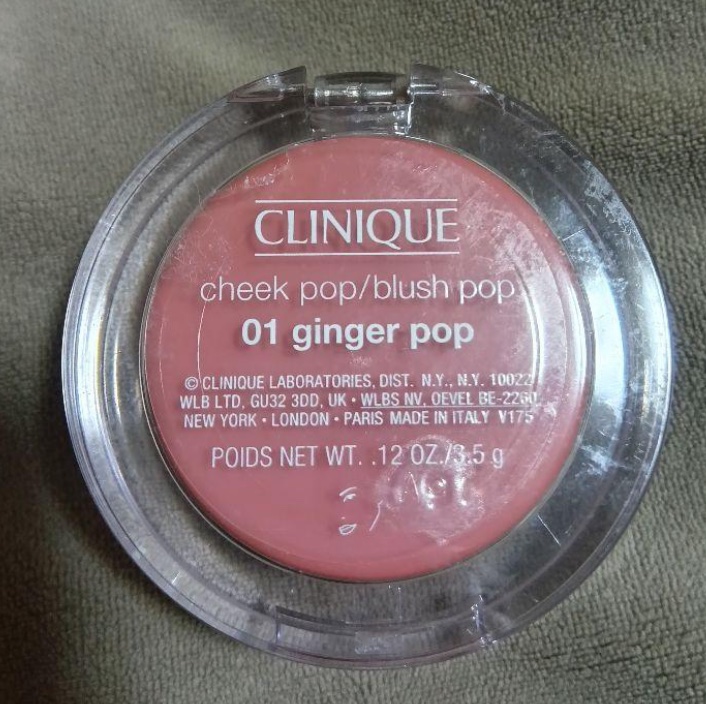 CLINIQUE
cheek pop/blush pop
01 ginger pop
© CLINIQUE LABORATORIES, DIST. N.Y., N.Y. 10022
WLB LTD, GU32 3DD, UK • WLBS NV, OEVEL BE-2260
NEW YORK • LONDON • PARIS MADE IN ITALY V175
POIDS NET WT. .12 OZ./3.5 g